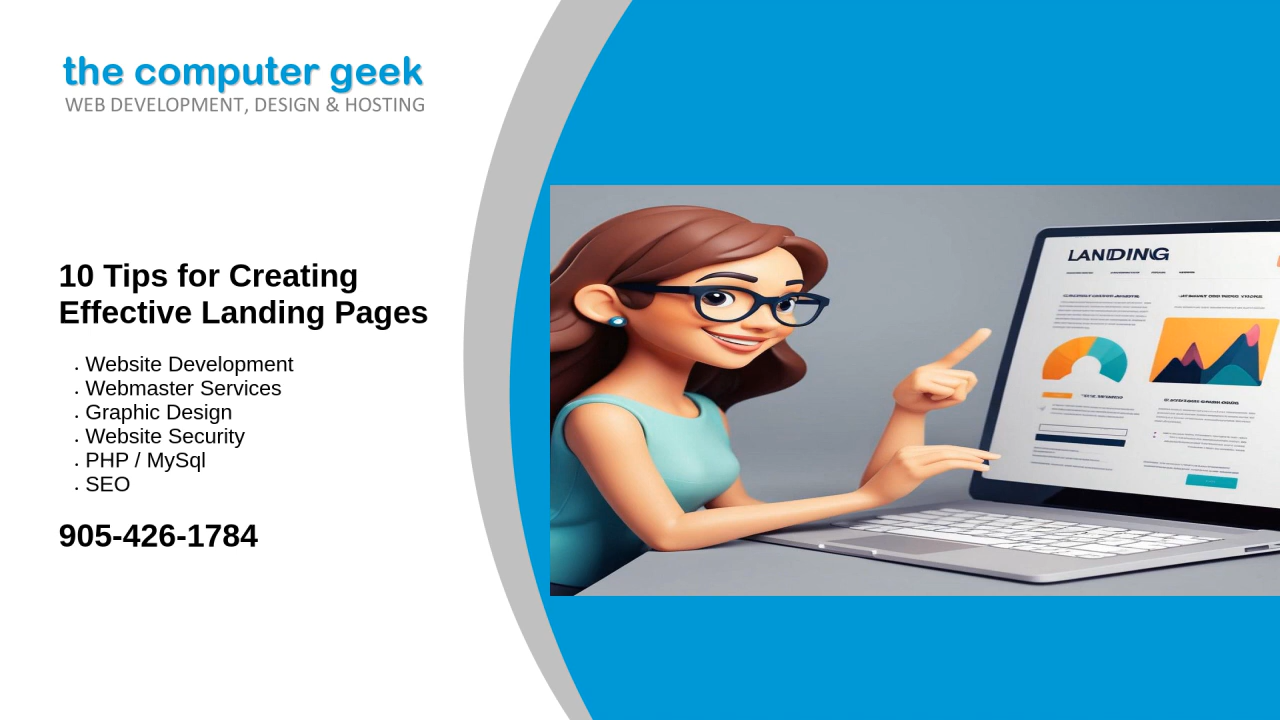 the computer geek
WEB DEVELOPMENT, DESIGN & HOSTING
10 Tips for Creating
Effective Landing Pages
. Website Development
. Webmaster Services
. Graphic Design
. Website Security
. PHP / MySql
. SEO
905-426-1784
LANDING